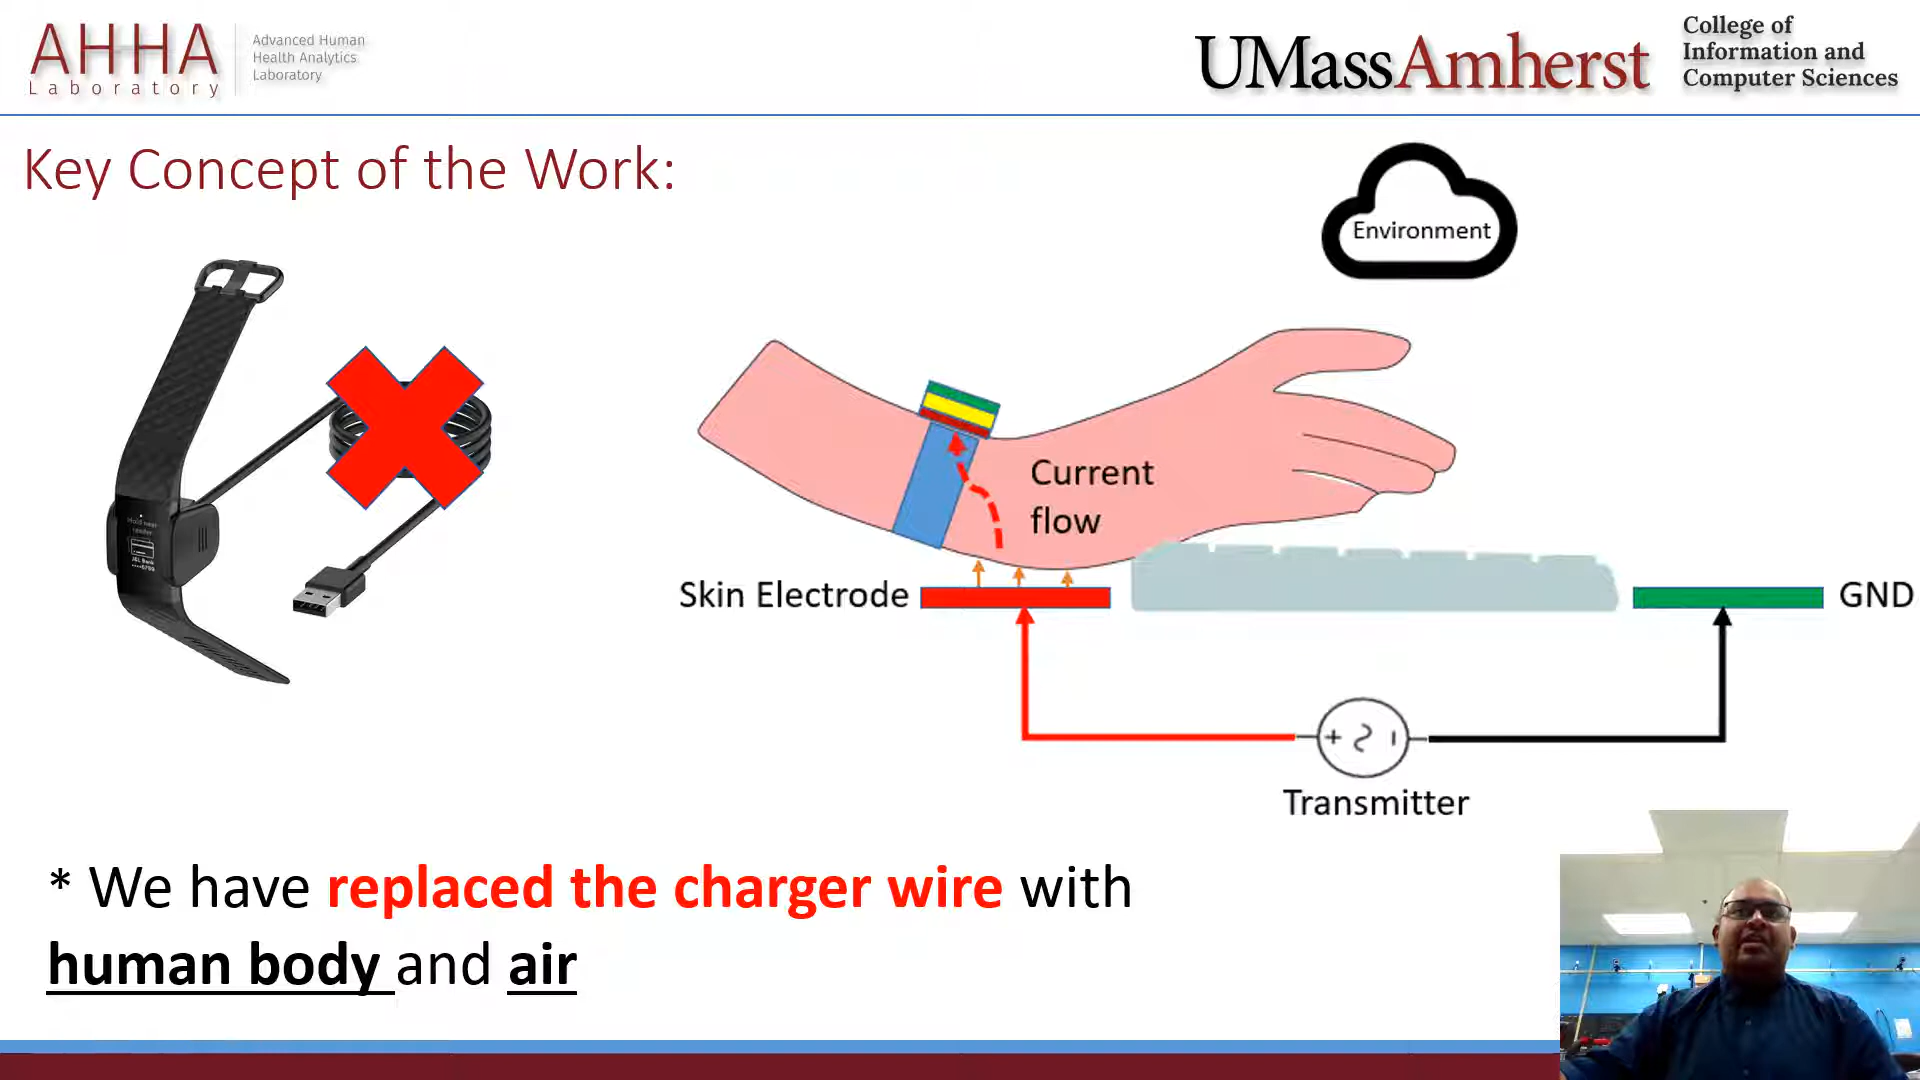 AHHA
Laboratory
Advanced Human
Health Analytics
Laboratory
UMassAmherst
College of
Information and
Computer Sciences
Key Concept of the Work:
Environment
Current
flow
Skin Electrode
GND
Transmitter
* We have replaced the charger wire with
human body and air